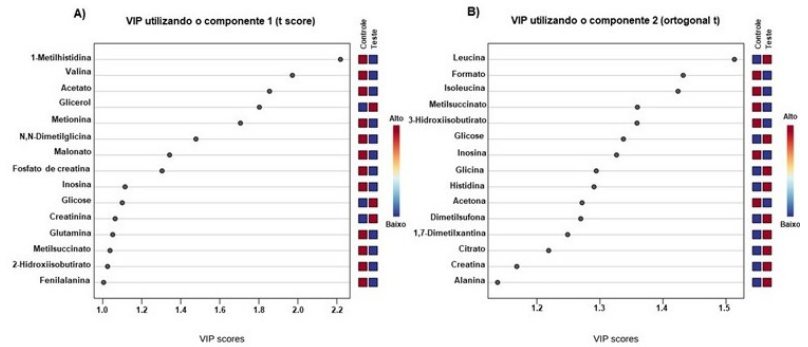 A)
VIP utilizando o componente 1 (t score)
Controle
Teste
1-Metilhistidina
Valina
Acetato
Glicerol
Metionina
N,N-Dimetilglicina
Malonato
Fosfato de creatina
Inosina
Glicose
Creatinina
Glutamina
Metilsuccinato
2-Hidroxiisobutirato
Fenilalanina
Alto
Baixo
1.0 1.2 1.4 1.6 1.8 2.0 2.2
VIP scores
B)
VIP utilizando o componente 2 (ortogonal t)
Controle
Teste
Leucina
Formato
Isoleucina
Metilsuccinato
3-Hidroxiisobutirato
Glicose
Inosina
Glicina
Histidina
Acetona
Dimetilsufona
1,7-Dimetilxantina
Citrato
Creatina
Alanina
Alto
Baixo
1.2 1.3 1.4 1.5
VIP scores